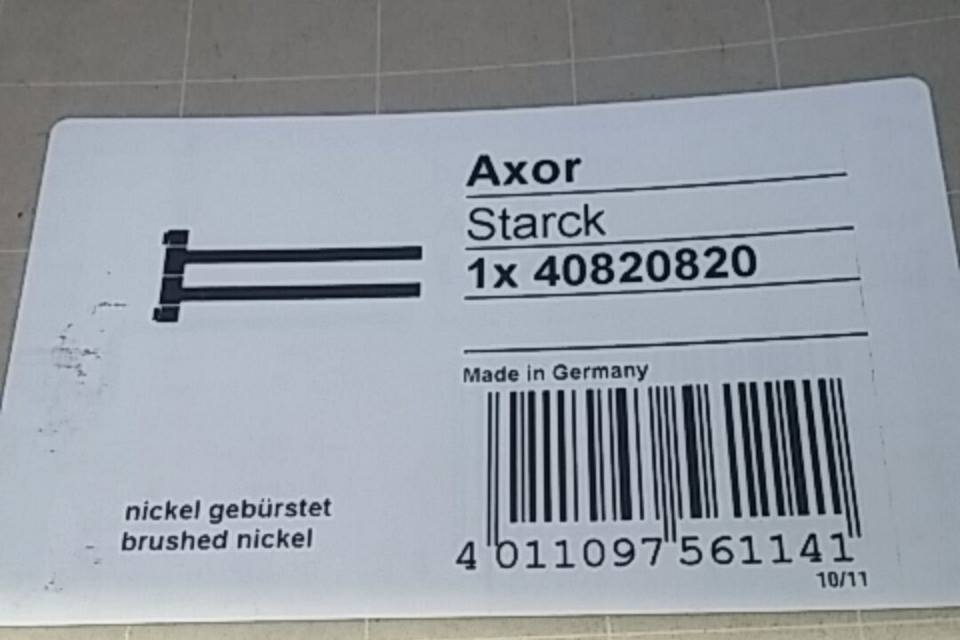 Axor
Starck
1x 40820820
Made in Germany
nickel gebürstet
brushed nickel
4 011097 561141
10/11